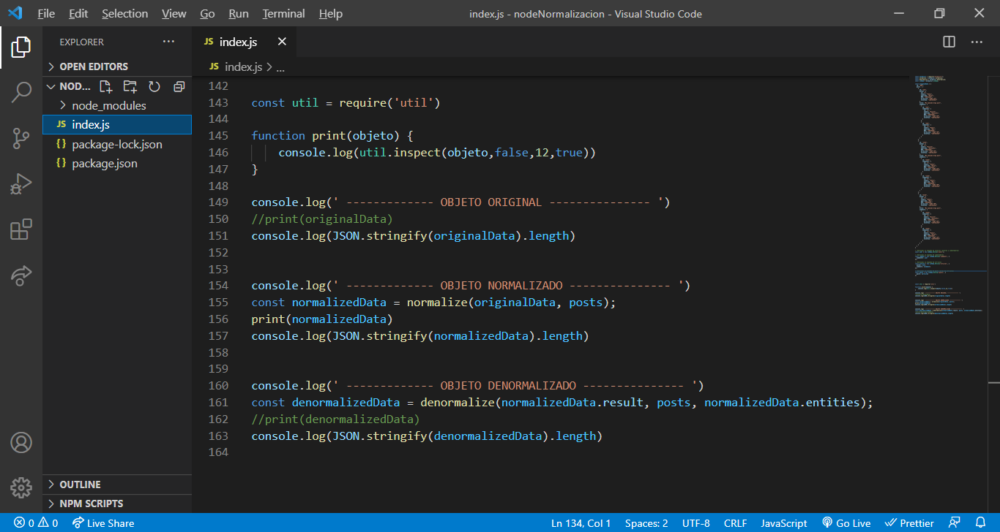 File Edit Selection View Go Run Terminal Help
index.js - nodeNormalizacion - Visual Studio Code
EXPLORER
OPEN EDITORS
NOD...
node_modules
JS index.js
{} package-lock.json
{} package.json
OUTLINE
NPM SCRIPTS
JS index.js
JS index.js > ...
142
143 const util = require('util')
144
145 function print(objeto) {
146 console.log(util.inspect(objeto,false,12,true))
147 }
148
149 console.log(' ------------- OBJETO ORIGINAL --------------- ')
150 //print(originalData)
151 console.log(JSON.stringify(originalData).length)
152
153
154 console.log(' ------------- OBJETO NORMALIZADO --------------- ')
155 const normalizedData = normalize(originalData, posts);
156 print(normalizedData)
157 console.log(JSON.stringify(normalizedData).length)
158
159
160 console.log(' ------------- OBJETO DENORMALIZADO --------------- ')
161 const denormalizedData = denormalize(normalizedData.result, posts, normalizedData.entities);
162 //print(denormalizedData)
163 console.log(JSON.stringify(denormalizedData).length)
164
0 0 Live Share
Ln 134, Col 1 Spaces: 2 UTF-8 CRLF JavaScript Go Live Prettier